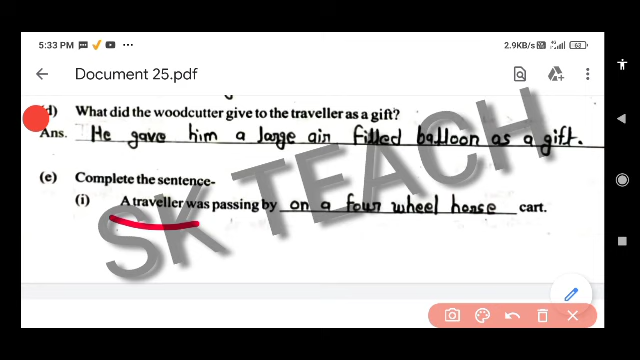 5:33 PM
2.9KB/s
63
Document 25.pdf
(d) What did the woodcutter give to the traveller as a gift?
Ans. He gave him a large air filled balloon as a gift.
(e) Complete the sentence-
(i) A traveller was passing by on a four wheel horse cart.
SK TEACH